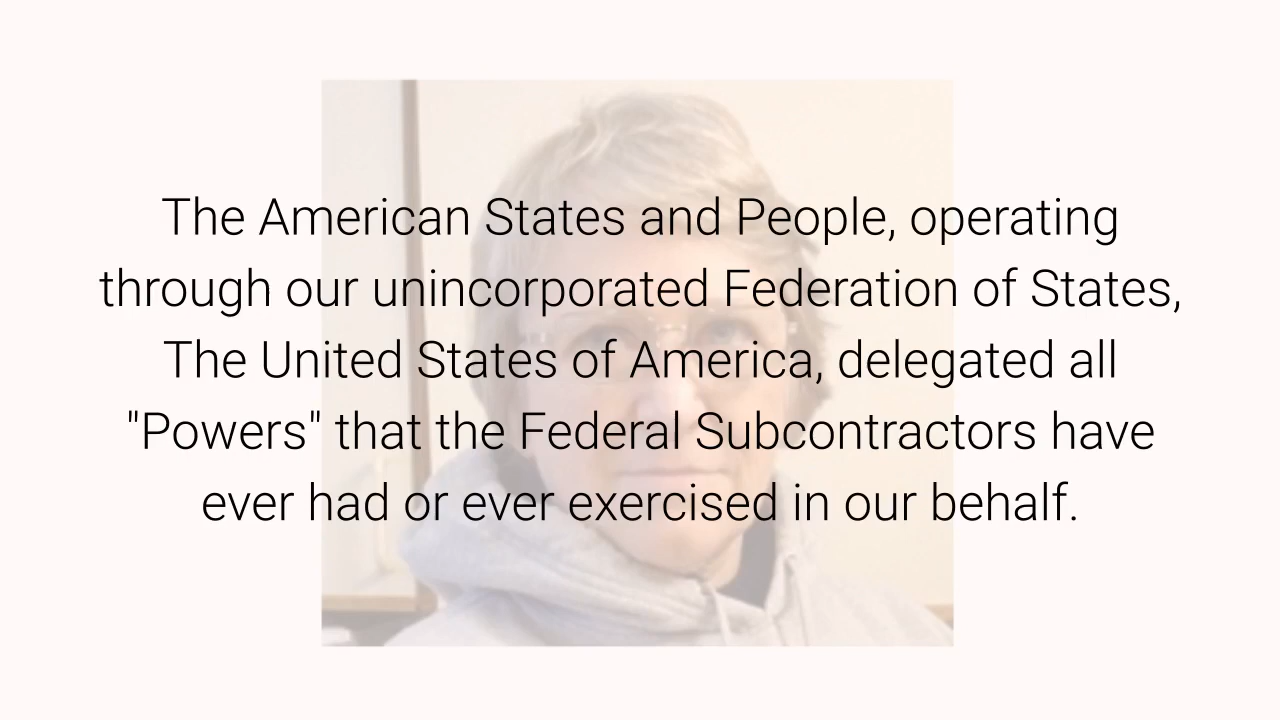 The American States and People, operating
through our unincorporated Federation of States,
The United States of America, delegated all
"Powers" that the Federal Subcontractors have
ever had or ever exercised in our behalf.